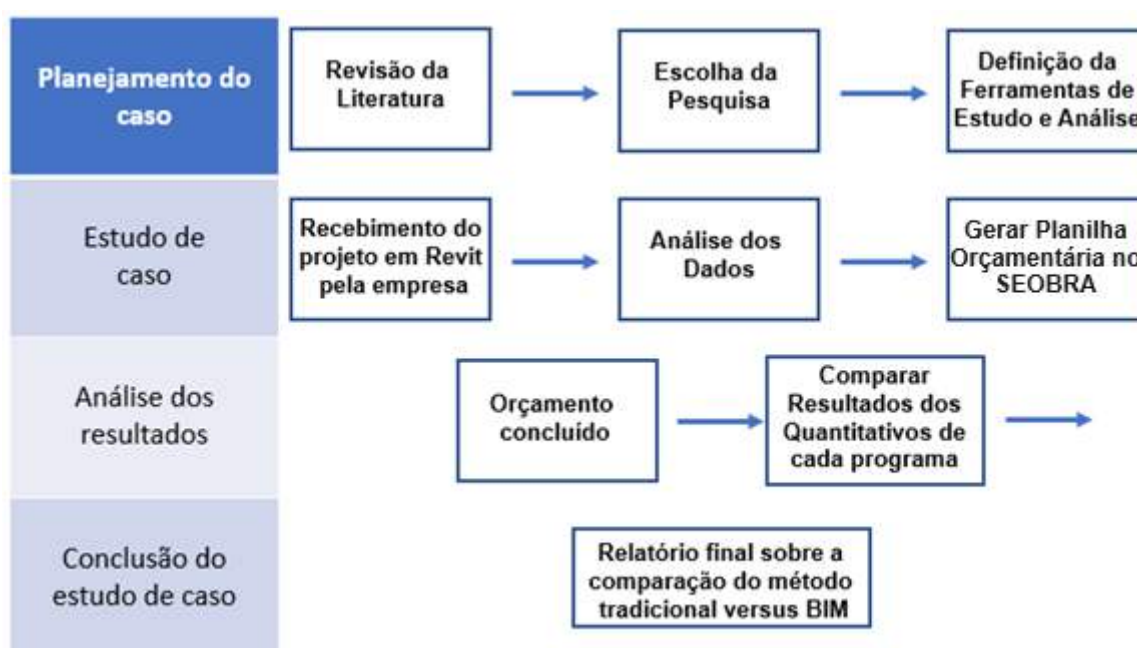 Planejamento do
caso
Revisão da
Literatura
Escolha da
Pesquisa
Definição da
Ferramentas de
Estudo e Análise
Estudo de
caso
Recebimento do
projeto em Revit
pela empresa
Análise dos
Dados
Gerar Planilha
Orçamentária no
SEOBRA
Análise dos
resultados
Orçamento
concluído
Comparar
Resultados dos
Quantitativos de
cada programa
Conclusão do
estudo de caso
Relatório final sobre a
comparação do método
tradicional versus BIM